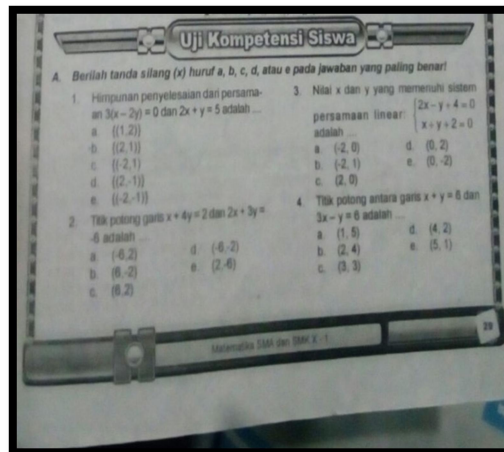 Uji Kompetensi Siswa
A. Berilah tanda silang (x) huruf a, b, c, d, atau e pada jawaban yang paling benar!
1. Himpunan penyelesaian dari persama-
an 3(x – 2y) = 0 dan 2x + y = 5 adalah ...
a. {(1,2)}
b. {(2,1)}
c. {(-2,1)
d. {(2,-1)}
e. {(-2,-1)}
2. Titik potong garis x + 4y = 2 dan 2x + 3y =
-6 adalah ...
a. (-6,2) d. (-6,-2)
b. (6,-2) e. (2,-6)
c. (6,2)
3. Nilai x dan y yang memenuhi sistem
persamaan linear 2x – y + 4 = 0
x + y + 2 = 0
adalah ...
a. (-2, 0) d. (0, 2)
b. (-2, 1) e. (0, -2)
c. (2, 0)
4. Titik potong antara garis x + y = 6 dan
3x – y = 6 adalah ...
a. (1, 5) d. (4, 2)
b. (2, 4) e. (5, 1)
c. (3, 3)
Matematika SMA dan SMK X - 1
29